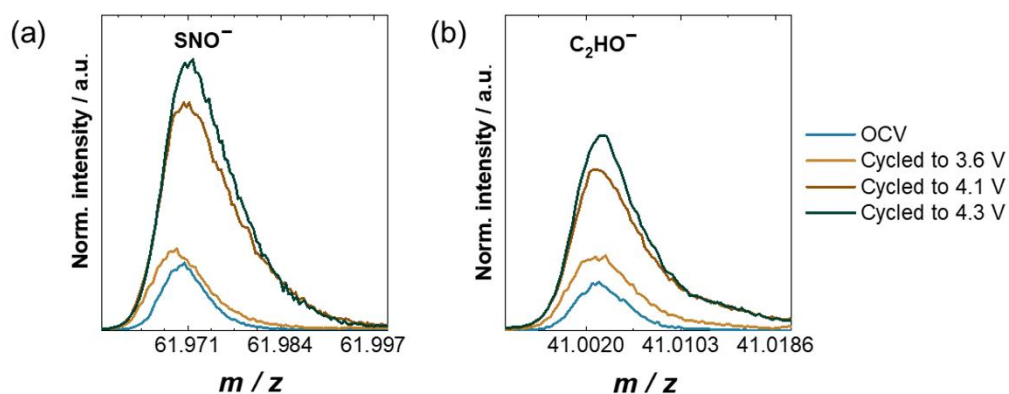 (a)
SNO⁻
Norm. intensity / a.u.
61.971 61.984 61.997
m / z
(b)
C₂HO⁻
Norm. intensity / a.u.
41.0020 41.0103 41.0186
m / z
OCV
Cycled to 3.6 V
Cycled to 4.1 V
Cycled to 4.3 V